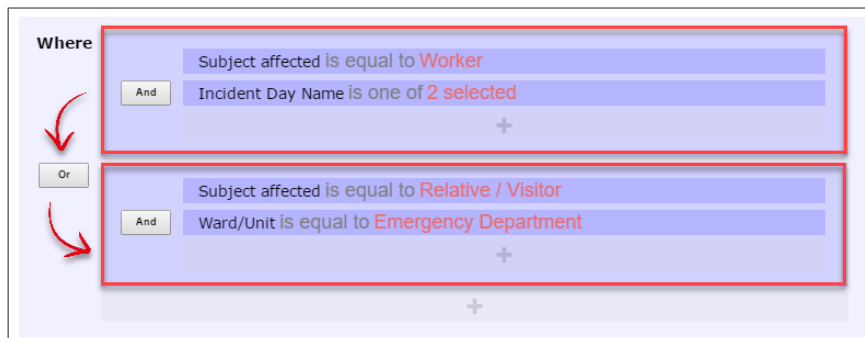 Where
Subject affected is equal to Worker
And
Incident Day Name is one of 2 selected
+
Or
Subject affected is equal to Relative / Visitor
And
Ward/Unit is equal to Emergency Department
+
+